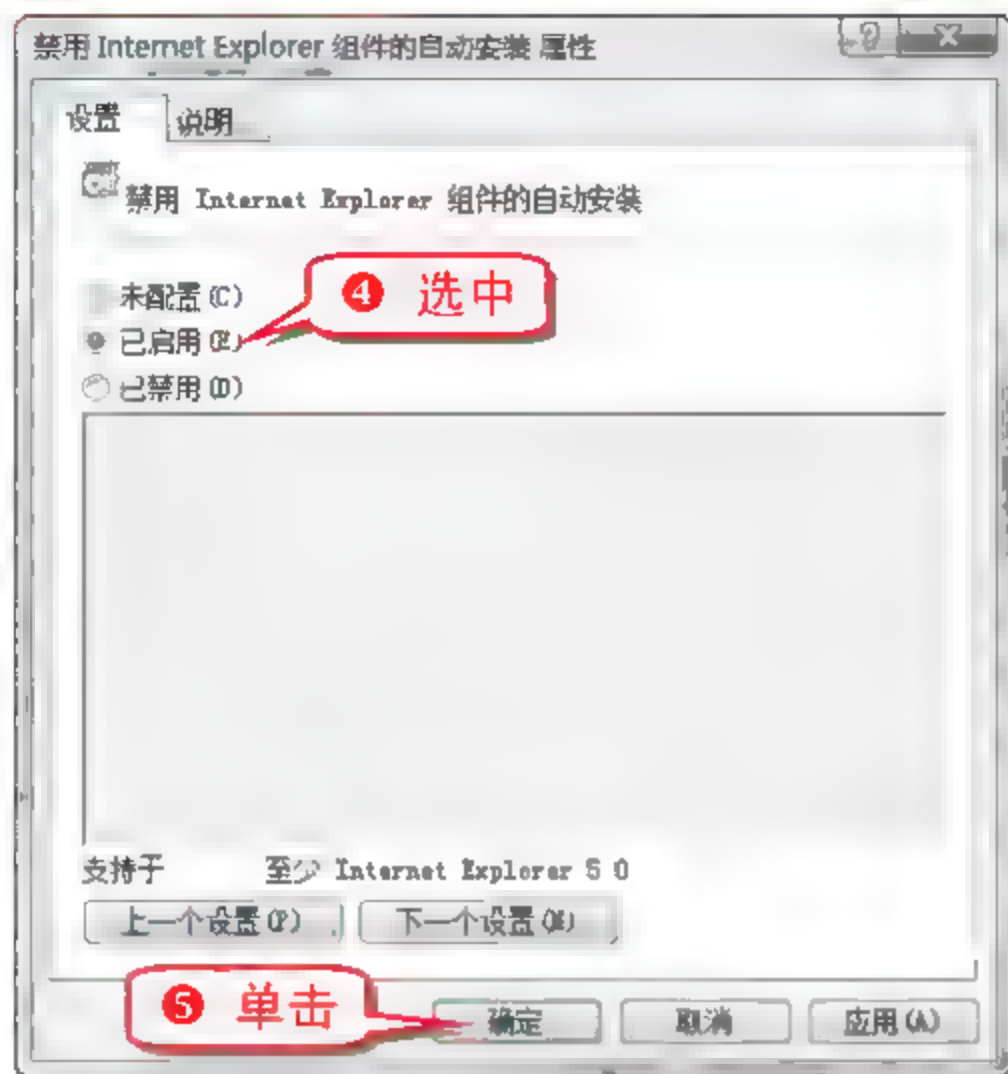 禁用 Internet Explorer 组件的自动安装 属性
设置 说明
禁用 Internet Explorer 组件的自动安装
未配置(C)
❹ 选中
已启用(E)
已禁用(D)
支持于 至少 Internet Explorer 5 0
上一个设置(P) 下一个设置(N)
❺ 单击
确定 取消 应用(A)